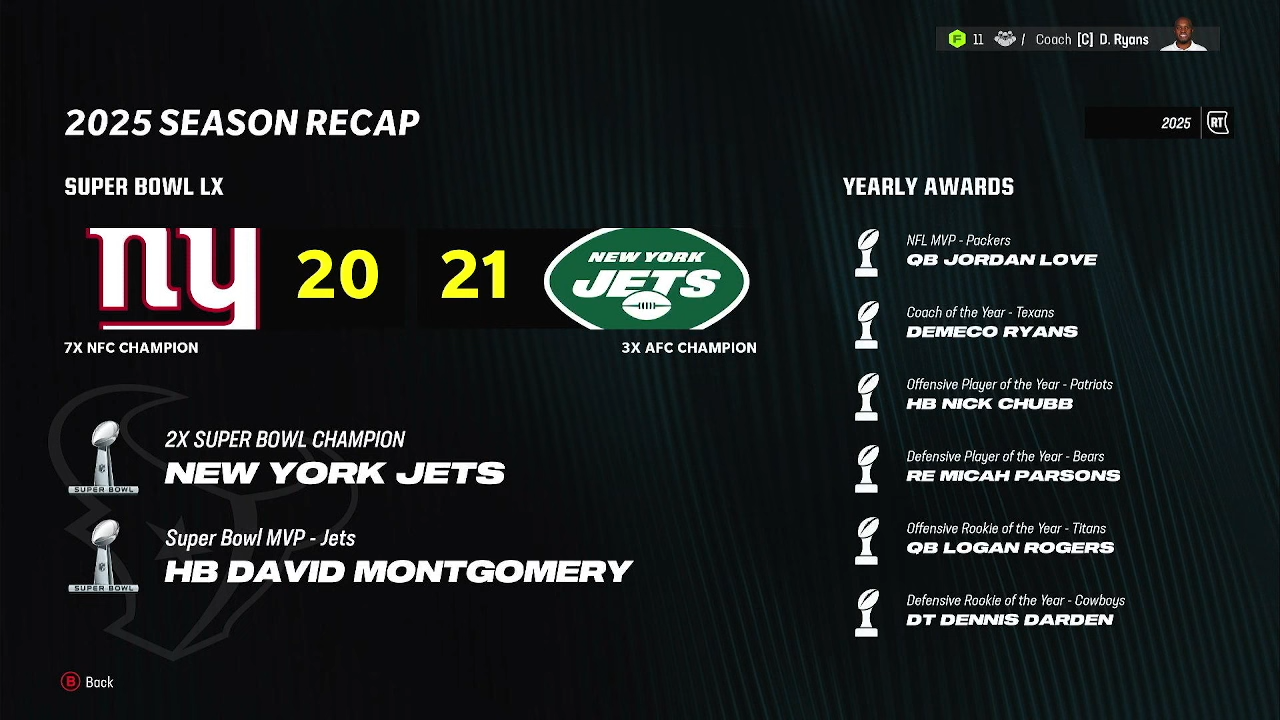 F 11 / Coach [C] D. Ryans
2025 SEASON RECAP
2025 RT
SUPER BOWL LX
ny 20 21 NEW YORK JETS
7X NFC CHAMPION 3X AFC CHAMPION
2X SUPER BOWL CHAMPION
NEW YORK JETS
SUPER BOWL
Super Bowl MVP - Jets
HB DAVID MONTGOMERY
SUPER BOWL
YEARLY AWARDS
NFL MVP - Packers
QB JORDAN LOVE
Coach of the Year - Texans
DEMECO RYANS
Offensive Player of the Year - Patriots
HB NICK CHUBB
Defensive Player of the Year - Bears
RE MICAH PARSONS
Offensive Rookie of the Year - Titans
QB LOGAN ROGERS
Defensive Rookie of the Year - Cowboys
DT DENNIS DARDEN
B Back